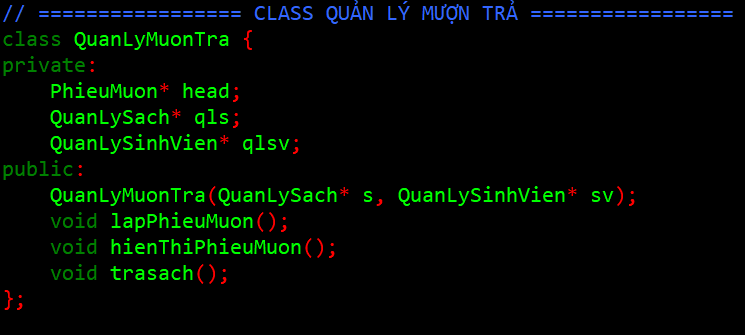 // ================= CLASS QUẢN LÝ MƯỢN TRẢ =================
class QuanLyMuonTra {
private:
    PhieuMuon* head;
    QuanLySach* qls;
    QuanLySinhVien* qlsv;
public:
    QuanLyMuonTra(QuanLySach* s, QuanLySinhVien* sv);
    void lapPhieuMuon();
    void hienThiPhieuMuon();
    void trasach();
};